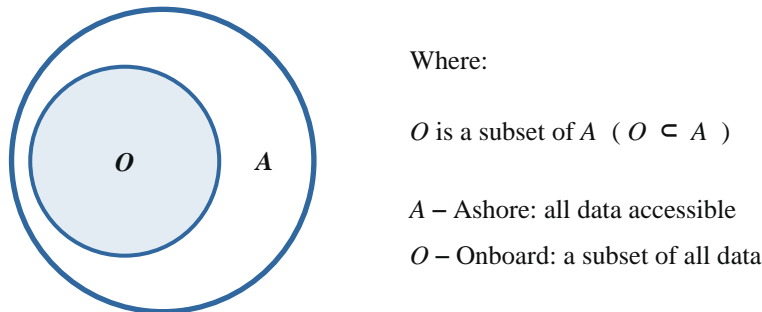 O A
Where:
O is a subset of A ( O ⊂ A )
A – Ashore: all data accessible
O – Onboard: a subset of all data